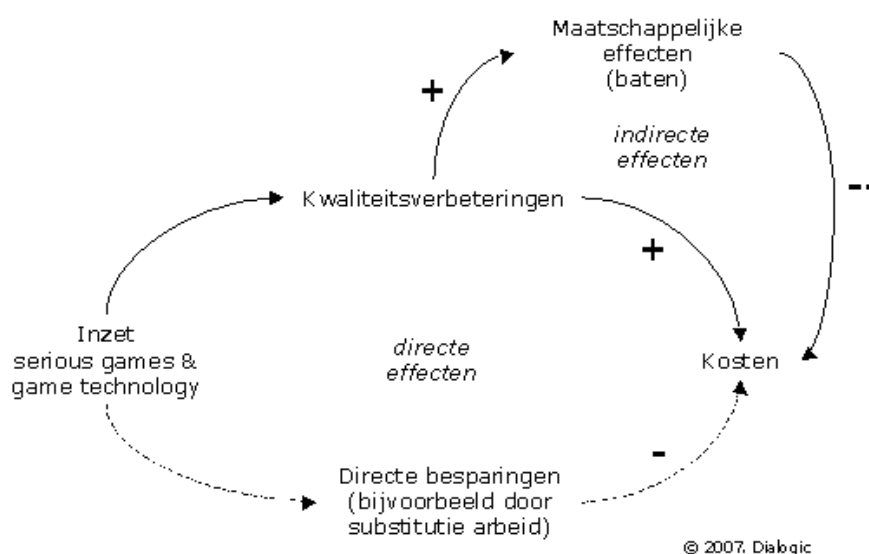 Maatschappelijke
effecten
(baten)
+
indirecte
effecten
--
Kwaliteitsverbeteringen
+
Inzet
serious games &
game technology
directe
effecten
Kosten
-
Directe besparingen
(bijvoorbeeld door
substitutie arbeid)
© 2007. Dialogic